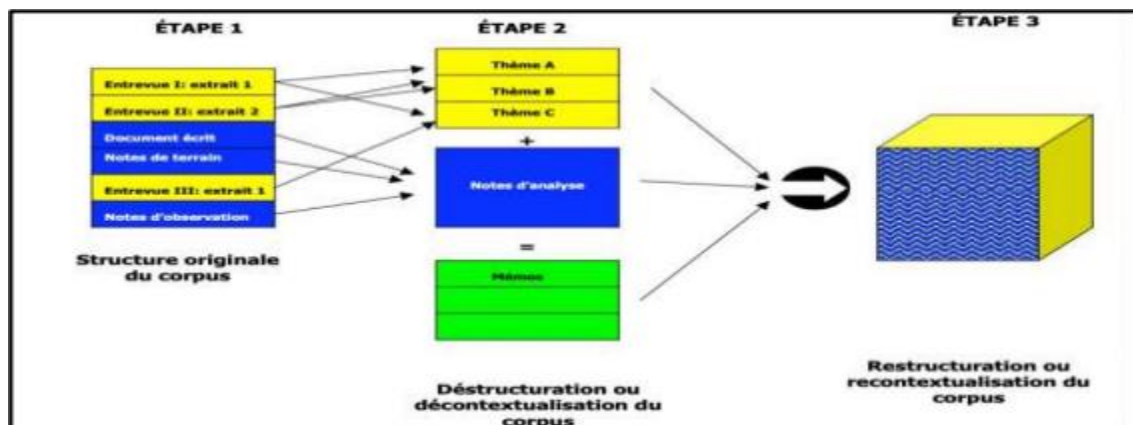 ÉTAPE 1
ÉTAPE 2
ÉTAPE 3
Entrevue I: extrait 1
Entrevue II: extrait 2
Document écrit
Notes de terrain
Entrevue III: extrait 1
Notes d'observation
Structure originale
du corpus
Thème A
Thème B
Thème C
+
Notes d'analyse
=
Mémos
Déstructuration ou
décontextualisation du
corpus
Restructuration ou
recontextualisation du
corpus